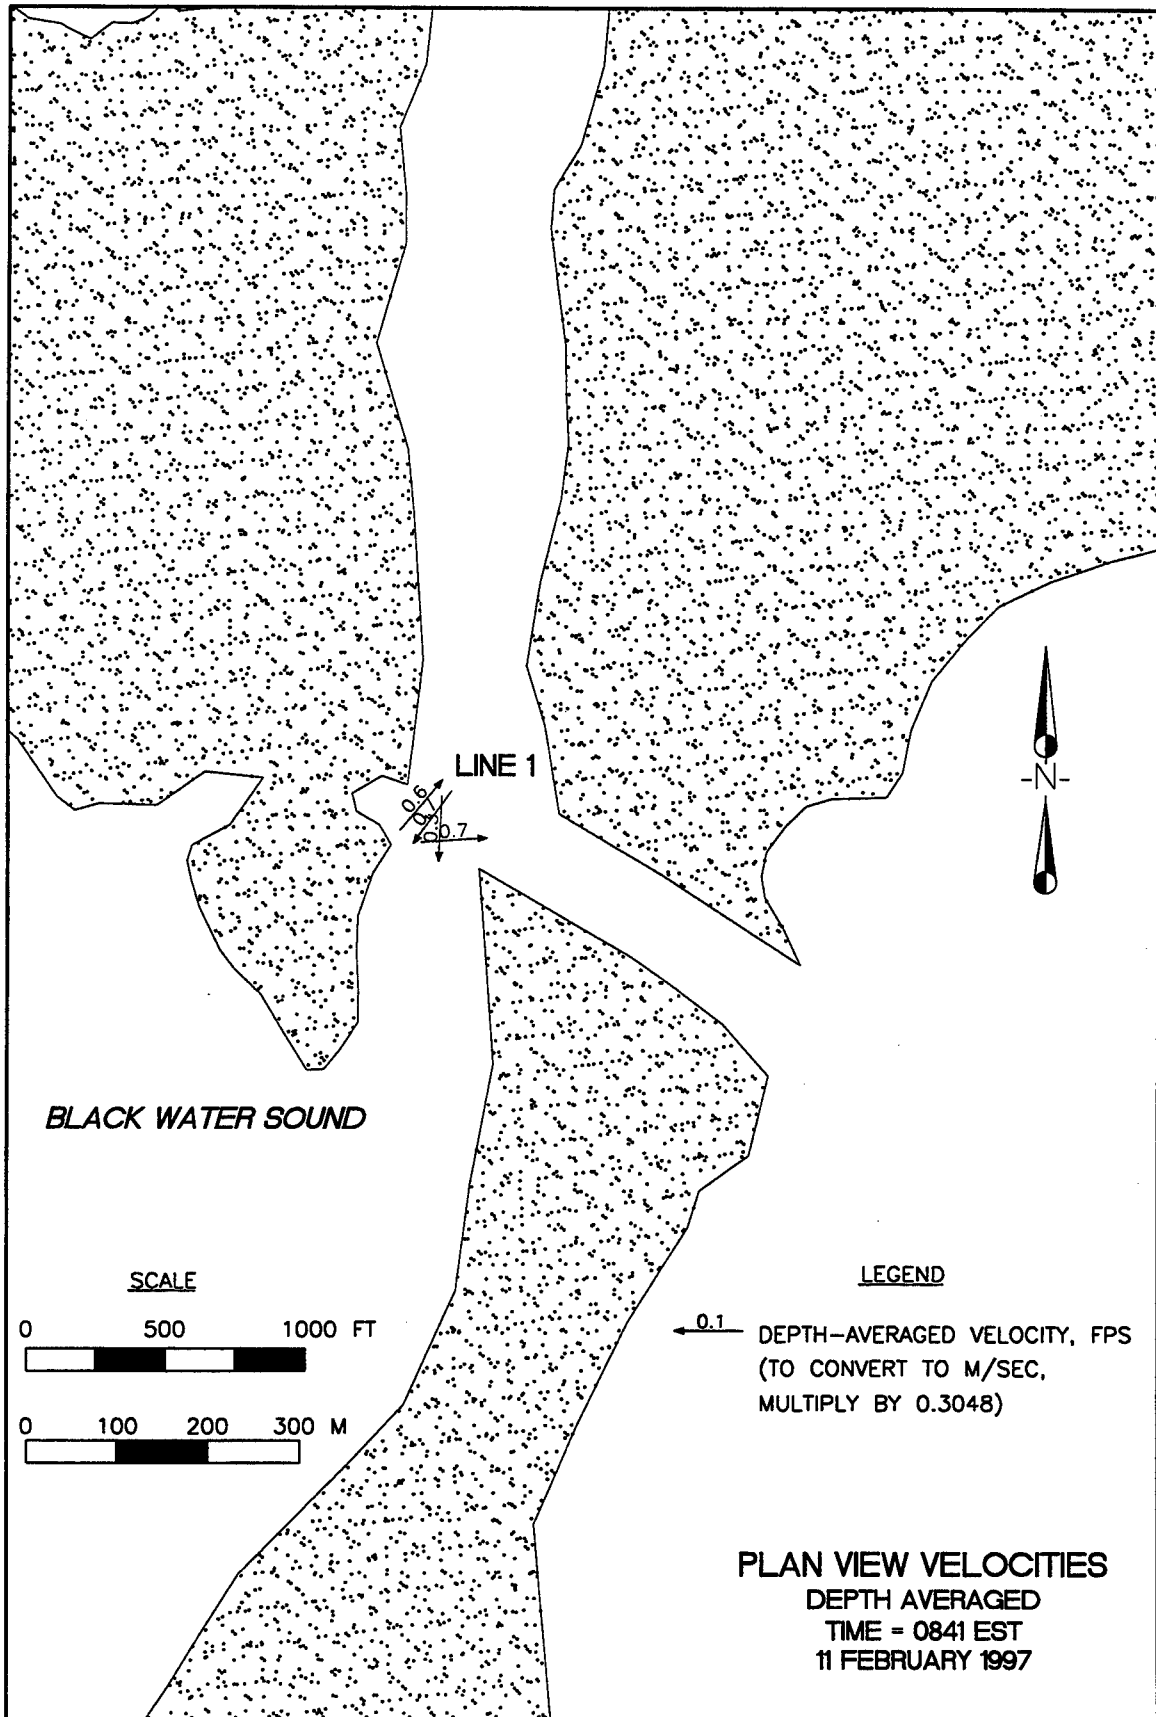 LINE 1
0.6
0.7
-N-
BLACK WATER SOUND
SCALE
0 500 1000 FT
0 100 200 300 M
LEGEND
0.1
DEPTH-AVERAGED VELOCITY, FPS
(TO CONVERT TO M/SEC,
MULTIPLY BY 0.3048)
PLAN VIEW VELOCITIES
DEPTH AVERAGED
TIME = 0841 EST
11 FEBRUARY 1997